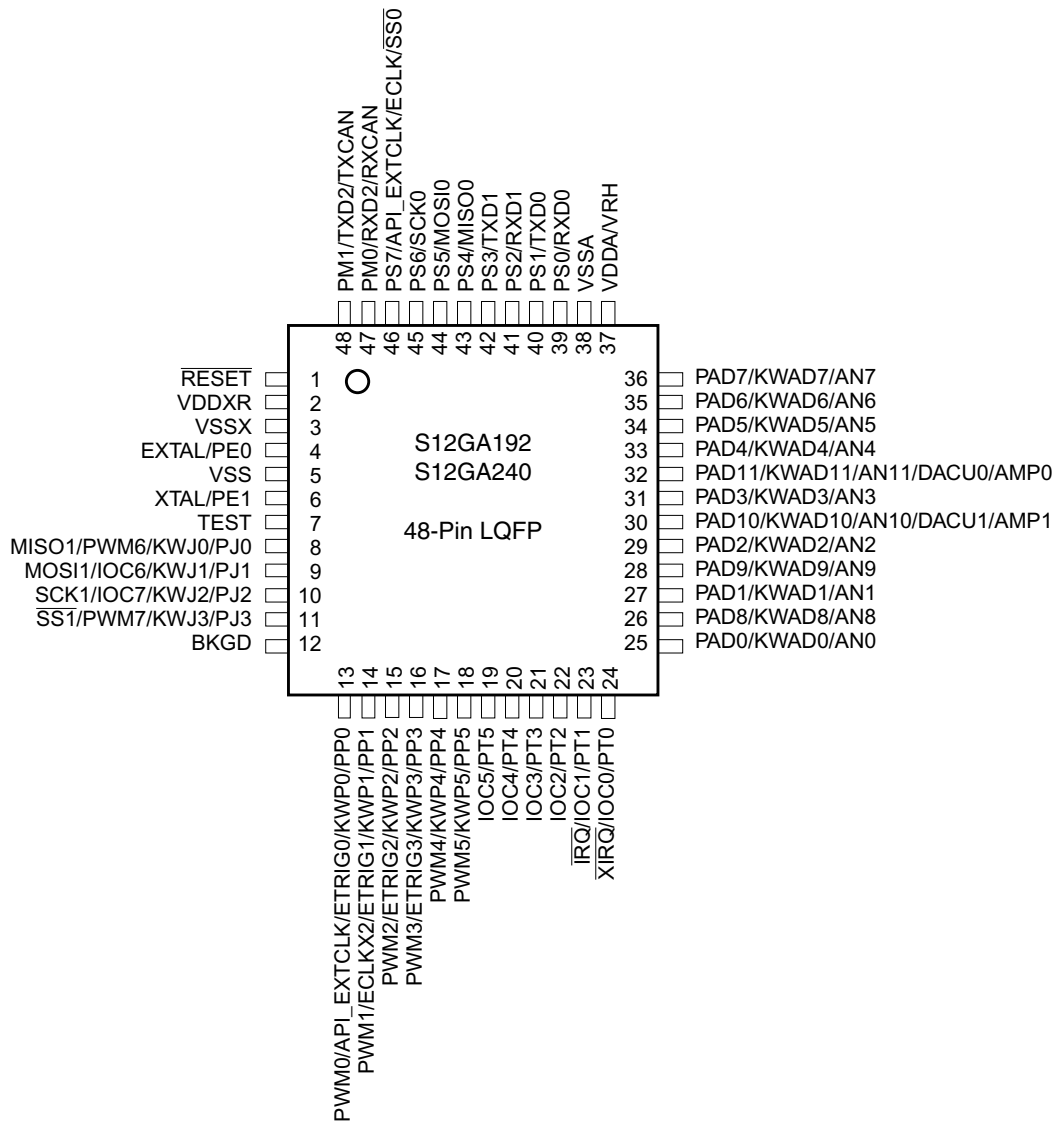 PM1/TXD2/TXCAN
PM0/RXD2/RXCAN
PS7/API_EXTCLK/ECLK/SS0
PS6/SCK0
PS5/MOSI0
PS4/MISO0
PS3/TXD1
PS2/RXD1
PS1/TXD0
PS0/RXD0
VSSA
VDDA/VRH
48
47
46
45
44
43
42
41
40
39
38
37
RESET 1
VDDXR 2
VSSX 3
EXTAL/PE0 4
VSS 5
XTAL/PE1 6
TEST 7
MISO1/PWM6/KWJ0/PJ0 8
MOSI1/IOC6/KWJ1/PJ1 9
SCK1/IOC7/KWJ2/PJ2 10
SS1/PWM7/KWJ3/PJ3 11
BKGD 12
S12GA192
S12GA240
48-Pin LQFP
36 PAD7/KWAD7/AN7
35 PAD6/KWAD6/AN6
34 PAD5/KWAD5/AN5
33 PAD4/KWAD4/AN4
32 PAD11/KWAD11/AN11/DACU0/AMP0
31 PAD3/KWAD3/AN3
30 PAD10/KWAD10/AN10/DACU1/AMP1
29 PAD2/KWAD2/AN2
28 PAD9/KWAD9/AN9
27 PAD1/KWAD1/AN1
26 PAD8/KWAD8/AN8
25 PAD0/KWAD0/AN0
13
14
15
16
17
18
19
20
21
22
23
24
PWM0/API_EXTCLK/ETRIG0/KWP0/PP0
PWM1/ECLKX2/ETRIG1/KWP1/PP1
PWM2/ETRIG2/KWP2/PP2
PWM3/ETRIG3/KWP3/PP3
PWM4/KWP4/PP4
PWM5/KWP5/PP5
IOC5/PT5
IOC4/PT4
IOC3/PT3
IOC2/PT2
IRQ/IOC1/PT1
XIRQ/IOC0/PT0